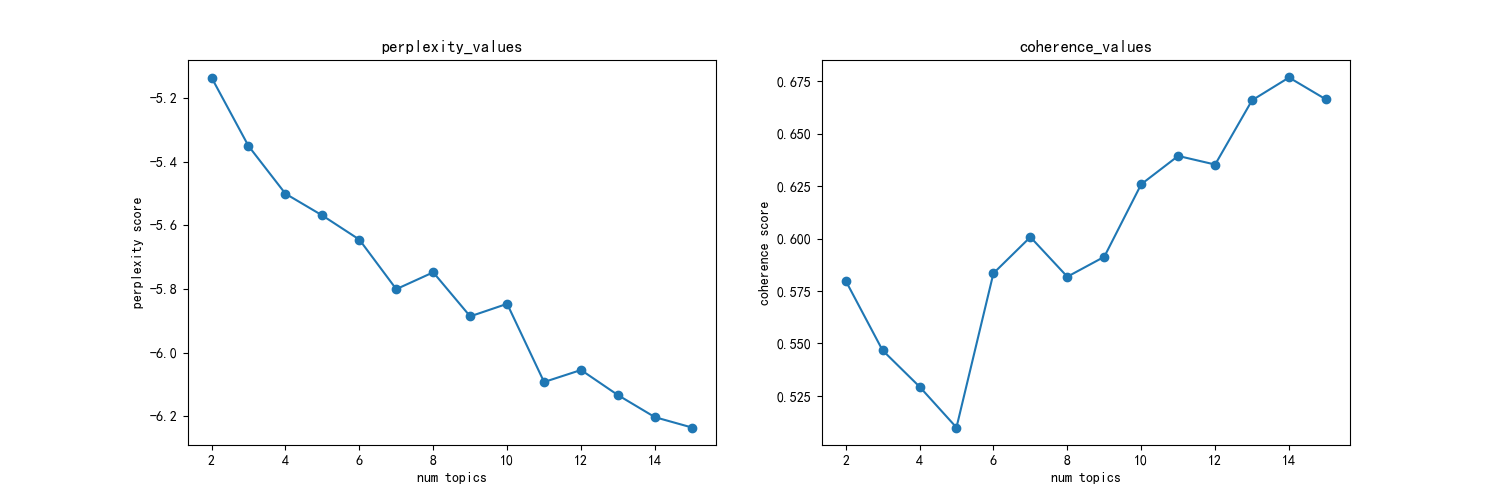 perplexity_values
perplexity score
-5.2
-5.4
-5.6
-5.8
-6.0
-6.2
2 4 6 8 10 12 14
num topics
coherence_values
coherence score
0.675
0.650
0.625
0.600
0.575
0.550
0.525
2 4 6 8 10 12 14
num topics